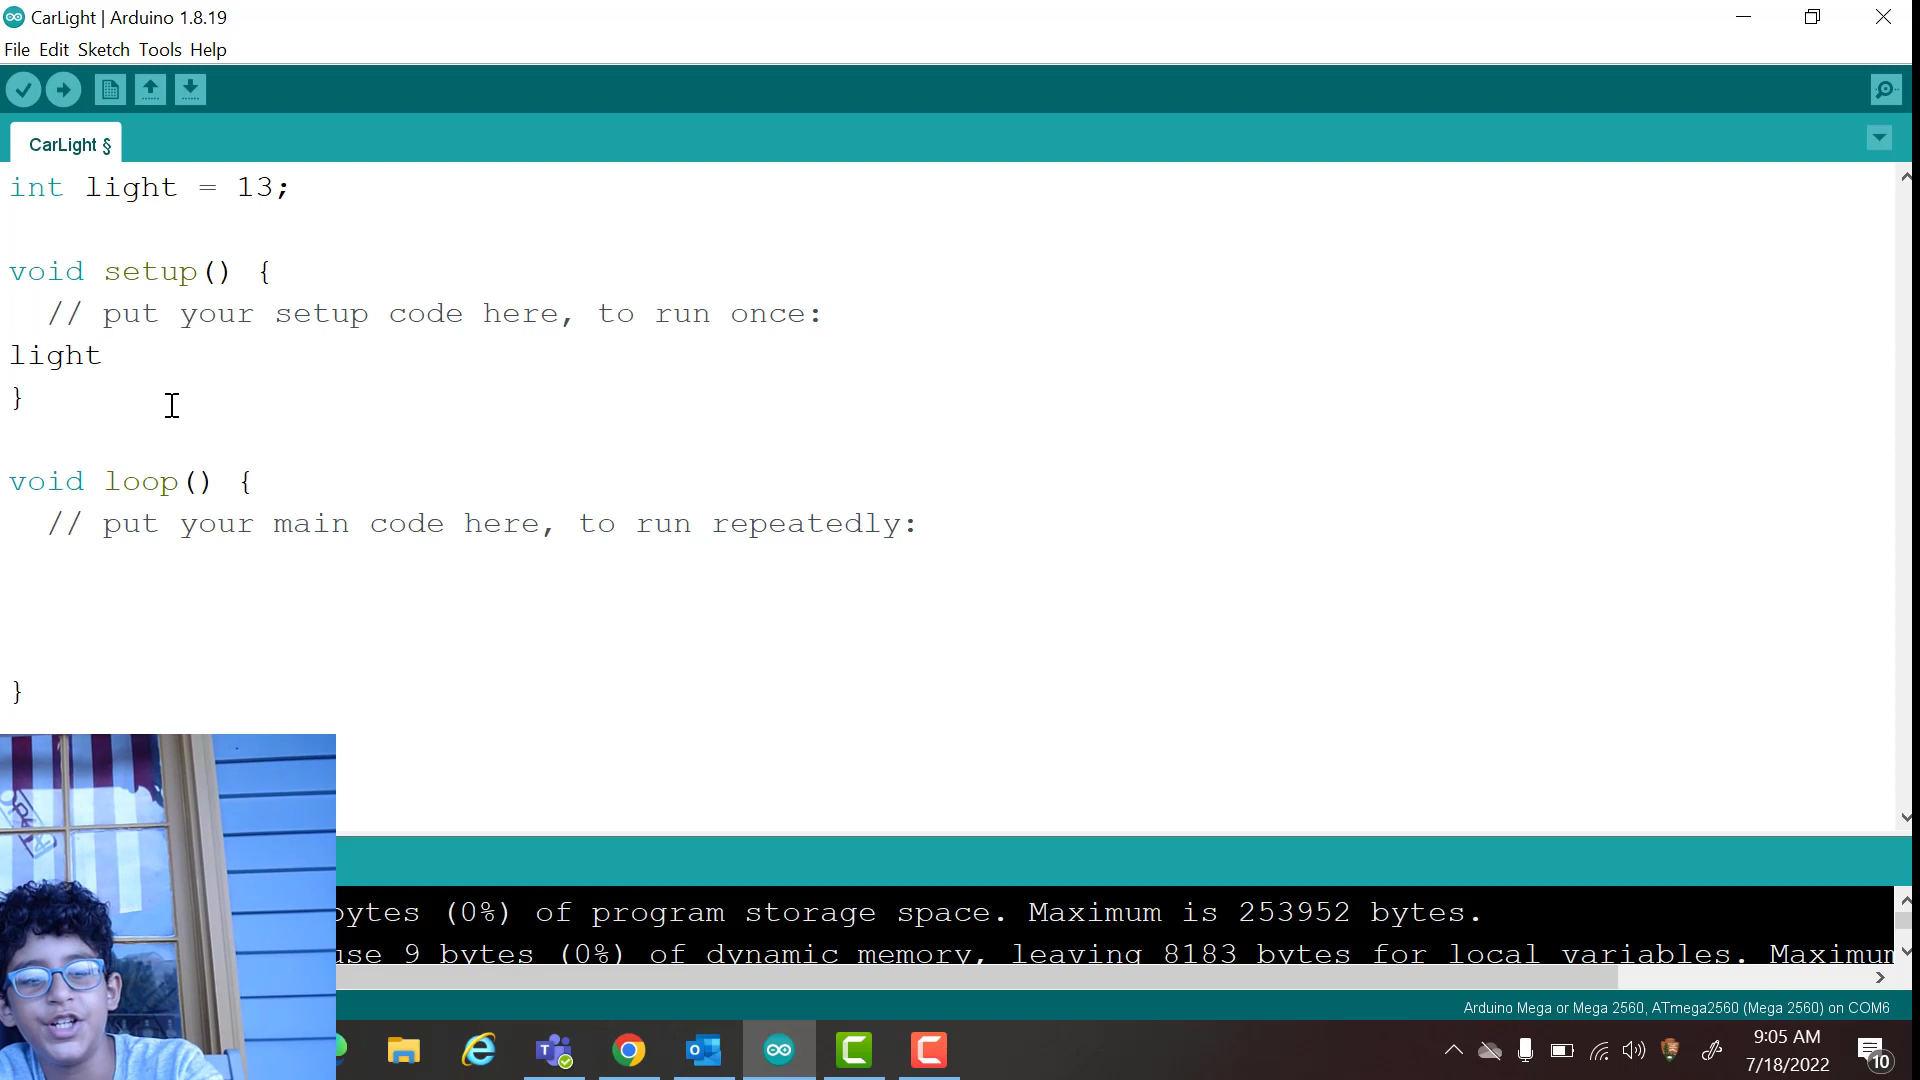 CarLight | Arduino 1.8.19
File Edit Sketch Tools Help
CarLight §
int light = 13;
void setup() {
// put your setup code here, to run once:
light
}
void loop() {
// put your main code here, to run repeatedly:
}
bytes (0%) of program storage space. Maximum is 253952 bytes.
use 9 bytes (0%) of dynamic memory, leaving 8183 bytes for local variables. Maximum
Arduino Mega or Mega 2560, ATmega2560 (Mega 2560) on COM6
9:05 AM
7/18/2022
10